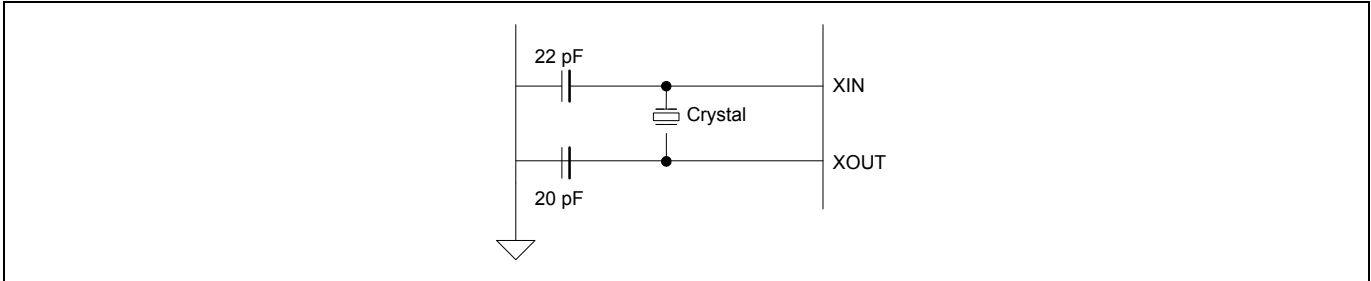 22 pF
XIN
Crystal
XOUT
20 pF